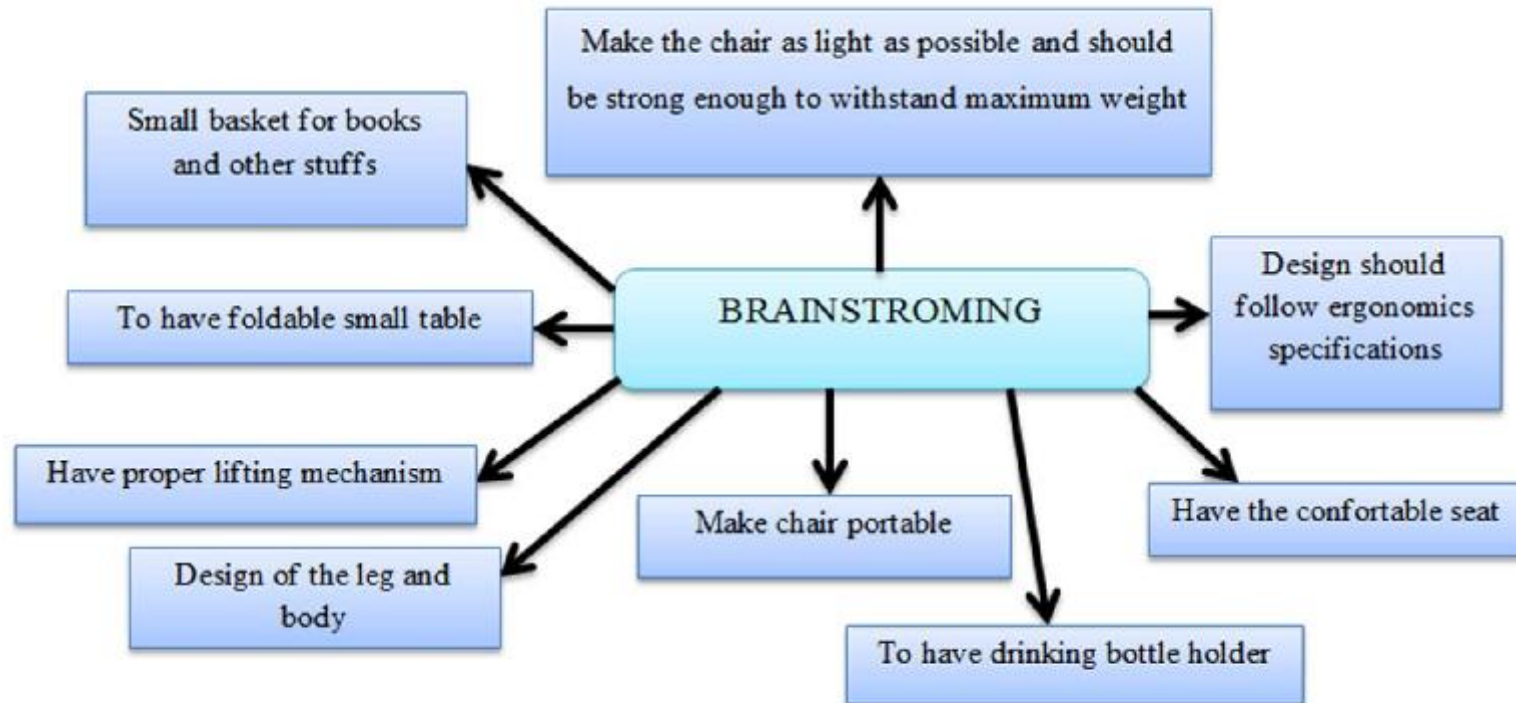 Make the chair as light as possible and should
be strong enough to withstand maximum weight
Small basket for books
and other stuffs
Design should
follow ergonomics
specifications
BRAINSTROMING
To have foldable small table
Have proper lifting mechanism
Make chair portable
Have the confortable seat
Design of the leg and
body
To have drinking bottle holder